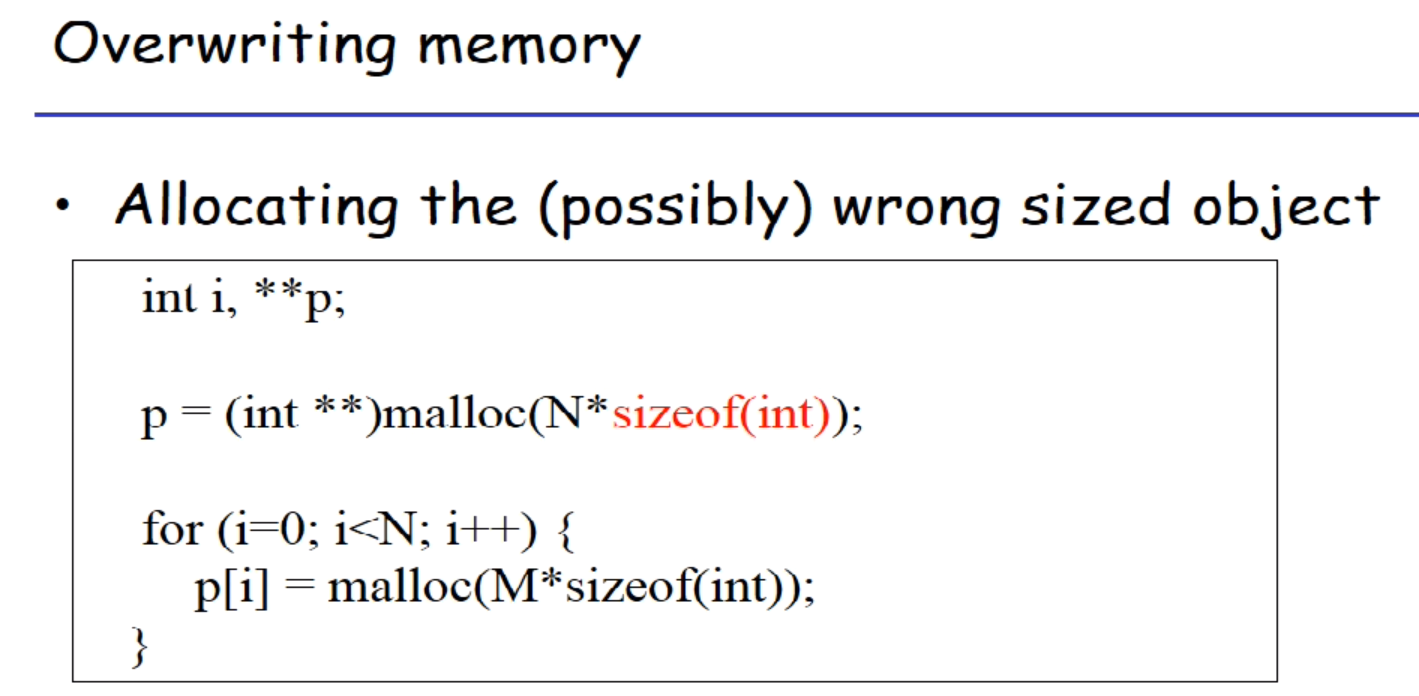 Overwriting memory
• Allocating the (possibly) wrong sized object
int i, **p;
p = (int **)malloc(N*sizeof(int));
for (i=0; i<N; i++) {
p[i] = malloc(M*sizeof(int));
}